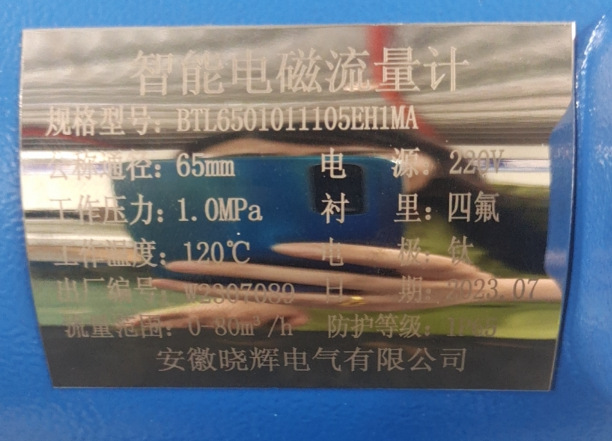 智能电磁流量计
规格型号: BTL6501011105EH1MA
公称通径: 65mm 电 源: 220V
工作压力: 1.0MPa 衬 里: 四氟
工作温度: 120℃ 电 极: 钛
出厂编号: W2307089 日 期: 2023.07
流量范围: 0-80m³/h 防护等级:
安徽晓辉电气有限公司